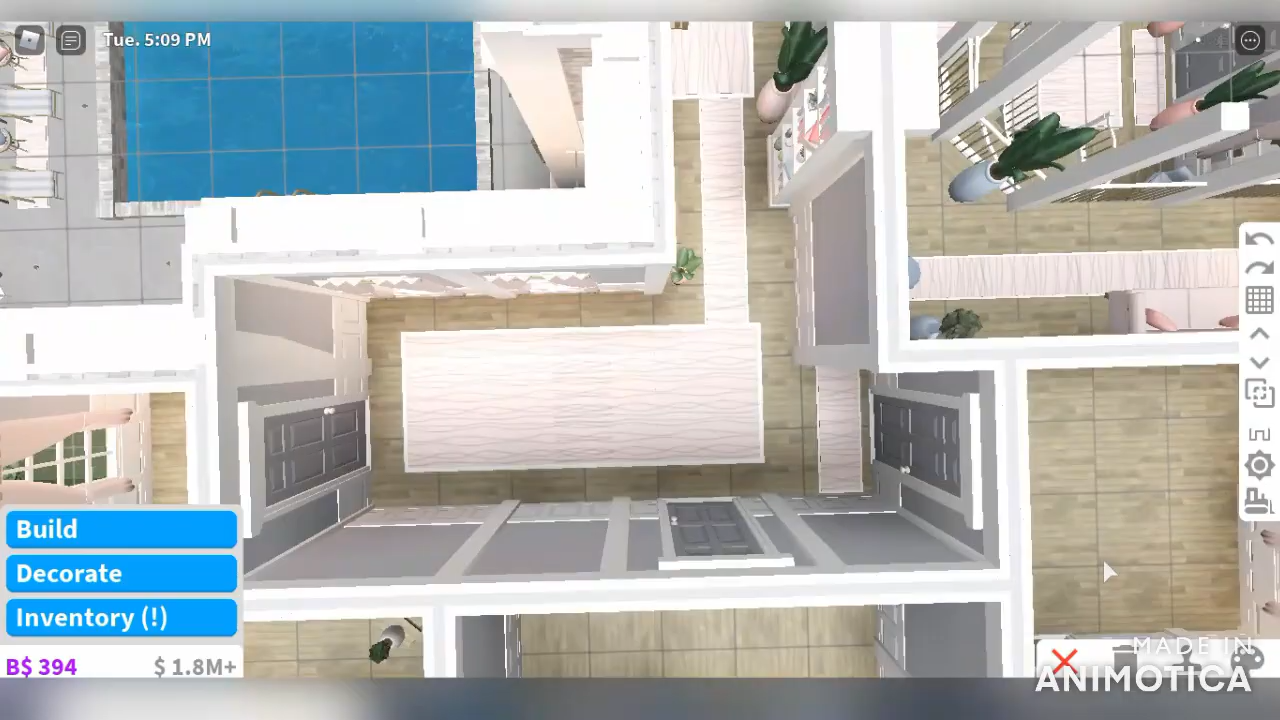 Tue. 5:09 PM
Build
Decorate
Inventory (!)
B$ 394 $ 1.8M+
MADE IN
ANIMOTICA